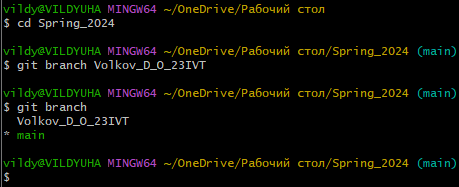 vildy@VILDYUHA MINGW64 ~/OneDrive/Рабочий стол
$ cd Spring_2024
vildy@VILDYUHA MINGW64 ~/OneDrive/Рабочий стол/Spring_2024 (main)
$ git branch Volkov_D_O_23IVT
vildy@VILDYUHA MINGW64 ~/OneDrive/Рабочий стол/Spring_2024 (main)
$ git branch
  Volkov_D_O_23IVT
* main
vildy@VILDYUHA MINGW64 ~/OneDrive/Рабочий стол/Spring_2024 (main)
$